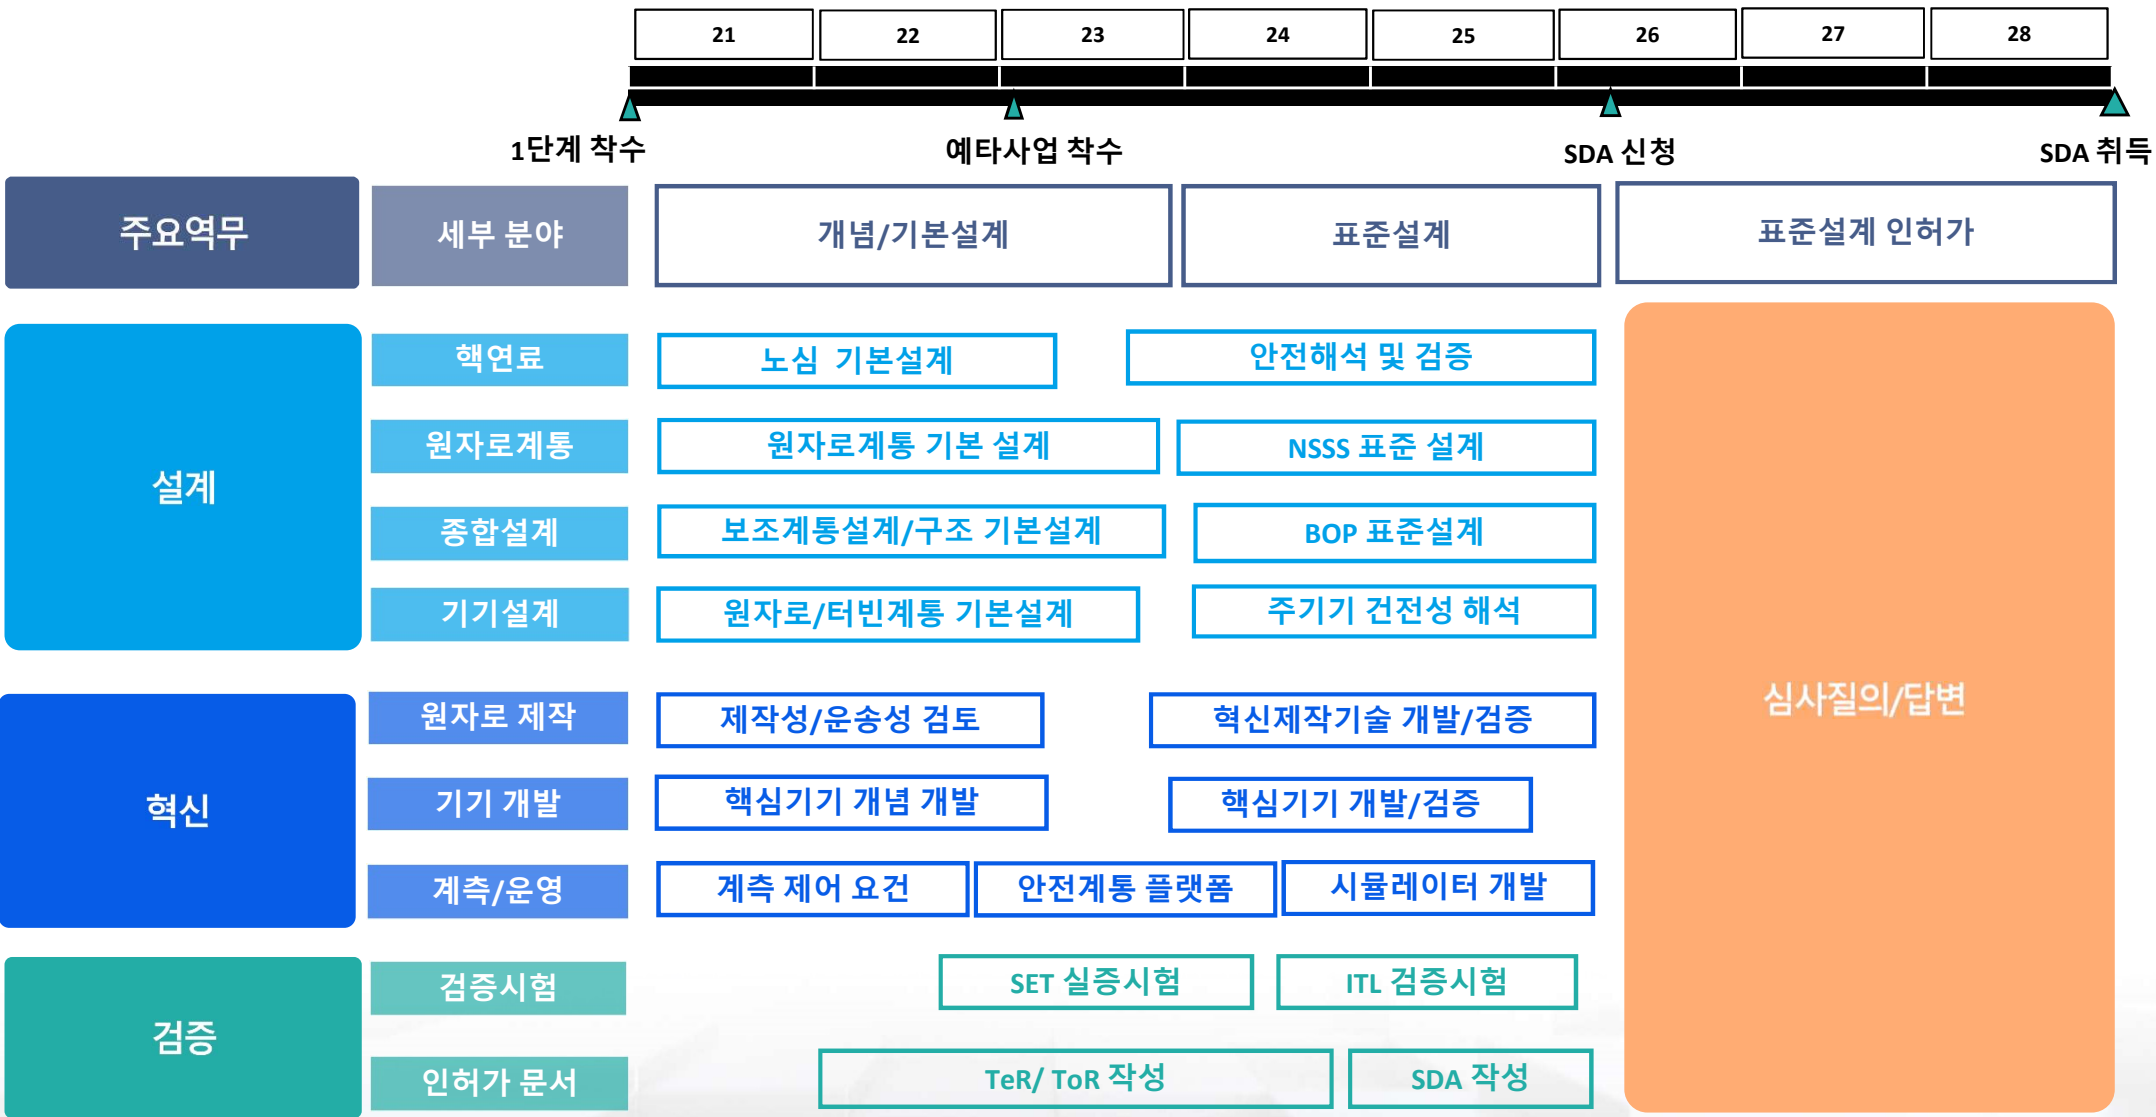 21 22 23 24 25 26 27 28
1단계 착수 예타사업 착수 SDA 신청 SDA 취득
주요역무 세부 분야 개념/기본설계 표준설계 표준설계 인허가
설계
핵연료 노심 기본설계 안전해석 및 검증
원자로계통 원자로계통 기본 설계 NSSS 표준 설계
종합설계 보조계통설계/구조 기본설계 BOP 표준설계
기기설계 원자로/터빈계통 기본설계 주기기 건전성 해석
혁신
원자로 제작 제작성/운송성 검토 혁신제작기술 개발/검증
기기 개발 핵심기기 개념 개발 핵심기기 개발/검증
계측/운영 계측 제어 요건 안전계통 플랫폼 시뮬레이터 개발
검증
검증시험 SET 실증시험 ITL 검증시험
인허가 문서 TeR/ ToR 작성 SDA 작성
심사질의/답변